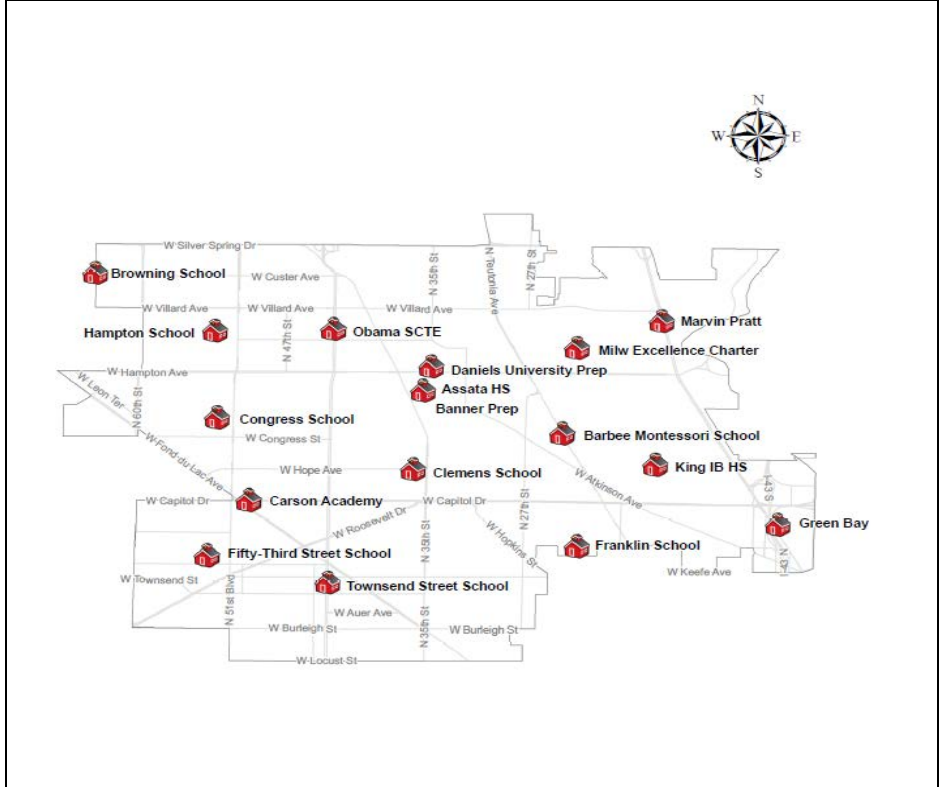 N
W
E
S
W Silver Spring Dr
Browning School
W Custer Ave
N 35th St
N Teutonia Ave
N 27th St
W Villard Ave
W Villard Ave
W Villard Ave
Hampton School
N 47th St
Obama SCTE
Marvin Pratt
Milw Excellence Charter
W Hampton Ave
Daniels University Prep
W Leon Ter
N 60th St
Assata HS
Banner Prep
Congress School
W Congress St
Barbee Montessori School
W Fond du Lac Ave
W Hope Ave
Clemens School
King IB HS
W Atkinson Ave
I-43 S
W Capitol Dr
Carson Academy
W Capitol Dr
N 27th St
W Roosevelt Dr
N 35th St
W Hopkins St
Green Bay
Fifty-Third Street School
Franklin School
I-43 N
W Townsend St
N 51st Blvd
Townsend Street School
W Keefe Ave
W Auer Ave
N 35th St
W Burleigh St
W Burleigh St
W Locust St